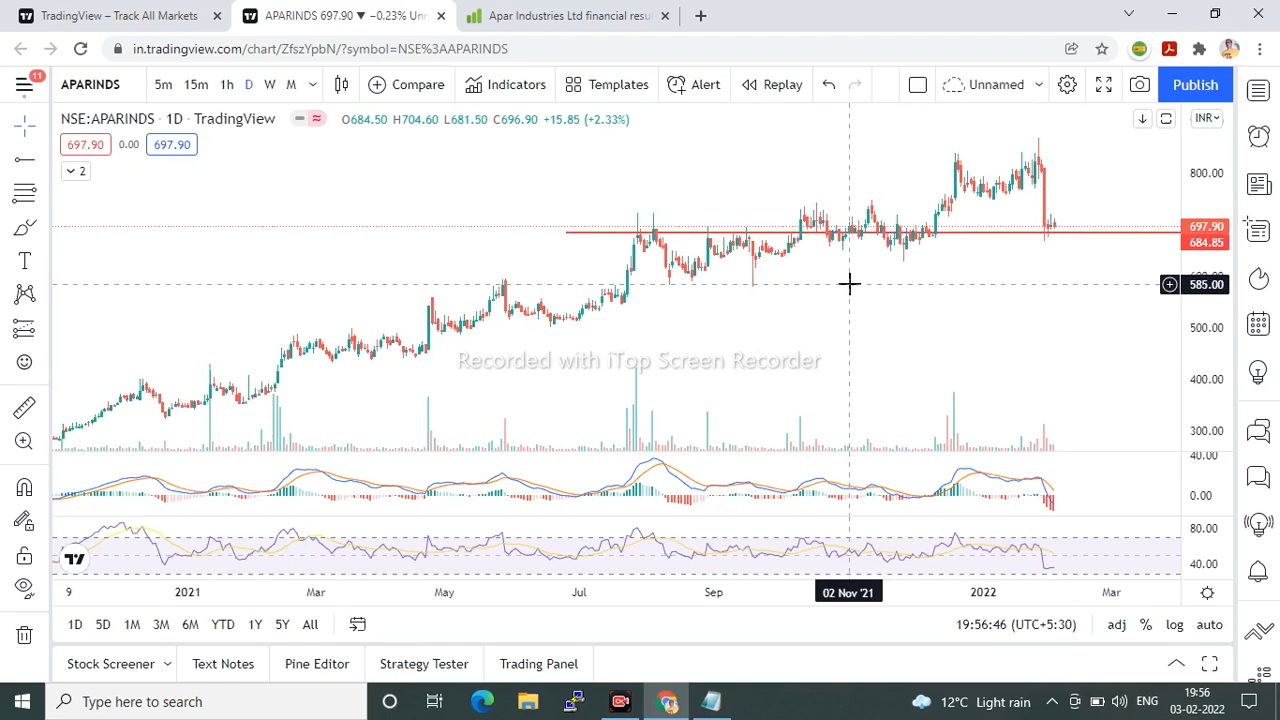 TradingView – Track All Markets
APARINDS 697.90 ▼ −0.23% Unn
Apar Industries Ltd financial resu
in.tradingview.com/chart/ZfszYpbN/?symbol=NSE%3AAPARINDS
11
APARINDS 5m 15m 1h D W M Compare Indicators Templates Alert Replay Unnamed Publish
NSE:APARINDS · 1D · TradingView O684.50 H704.60 L681.50 C696.90 +15.85 (+2.33%) INR
697.90 0.00 697.90
2
800.00
697.90
684.85
585.00
500.00
Recorded with iTop Screen Recorder
400.00
300.00
40.00
0.00
80.00
40.00
9 2021 Mar May Jul Sep 02 Nov '21 2022 Mar
1D 5D 1M 3M 6M YTD 1Y 5Y All 19:56:46 (UTC+5:30) adj % log auto
Stock Screener Text Notes Pine Editor Strategy Tester Trading Panel
Type here to search 12°C Light rain ENG 19:56
03-02-2022